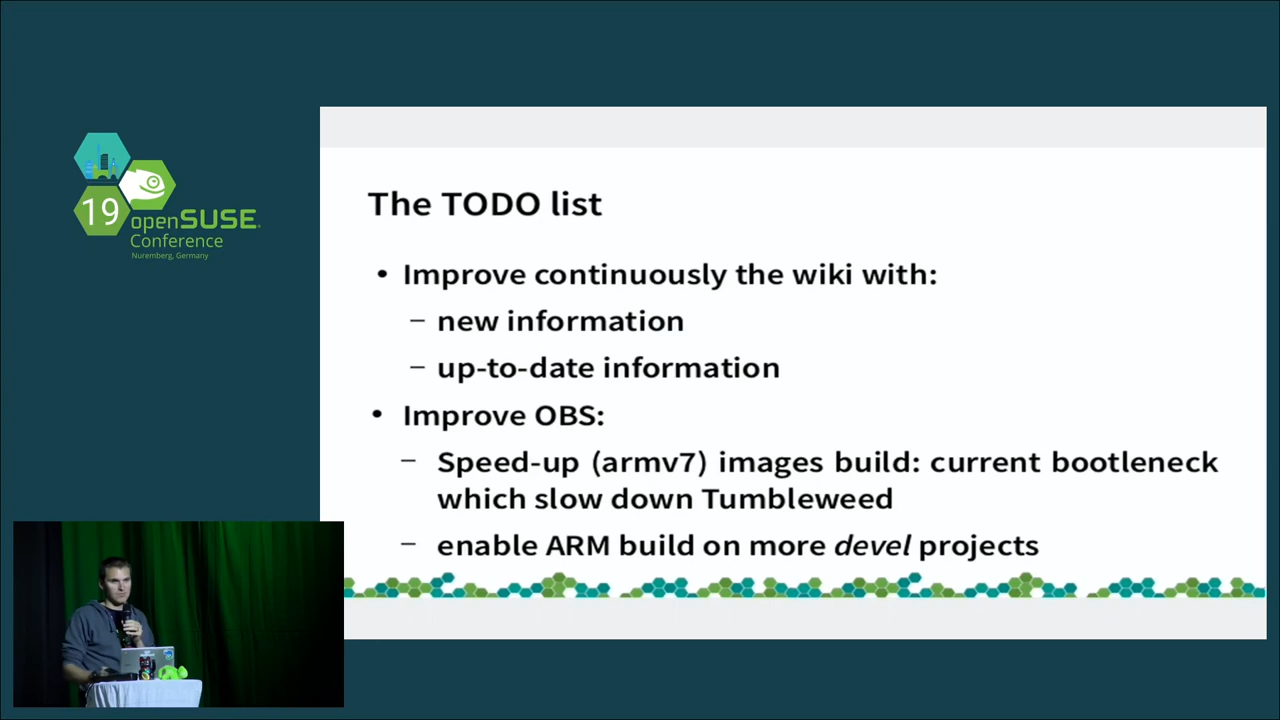 19
openSUSE
Conference
Nuremberg, Germany
The TODO list
• Improve continuously the wiki with:
– new information
– up-to-date information
• Improve OBS:
– Speed-up (armv7) images build: current bootleneck
which slow down Tumbleweed
– enable ARM build on more devel projects